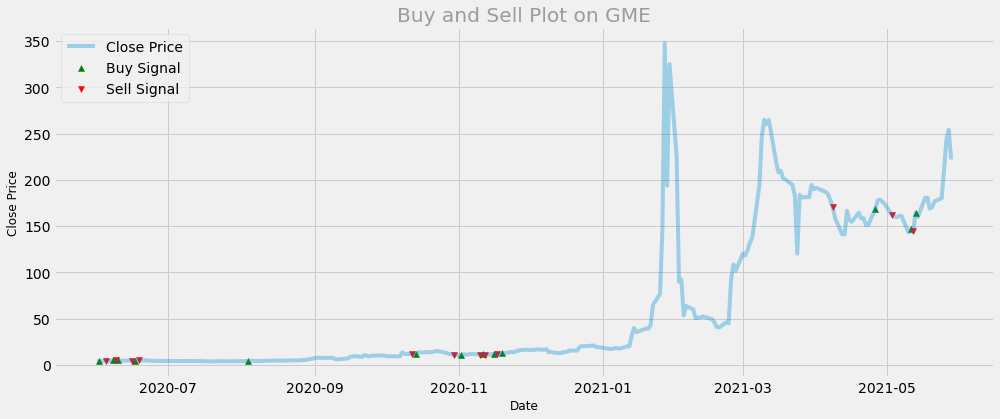 Buy and Sell Plot on GME
Close Price
Buy Signal
Sell Signal
Close Price
350
300
250
200
150
100
50
0
2020-07
2020-09
2020-11
2021-01
2021-03
2021-05
Date